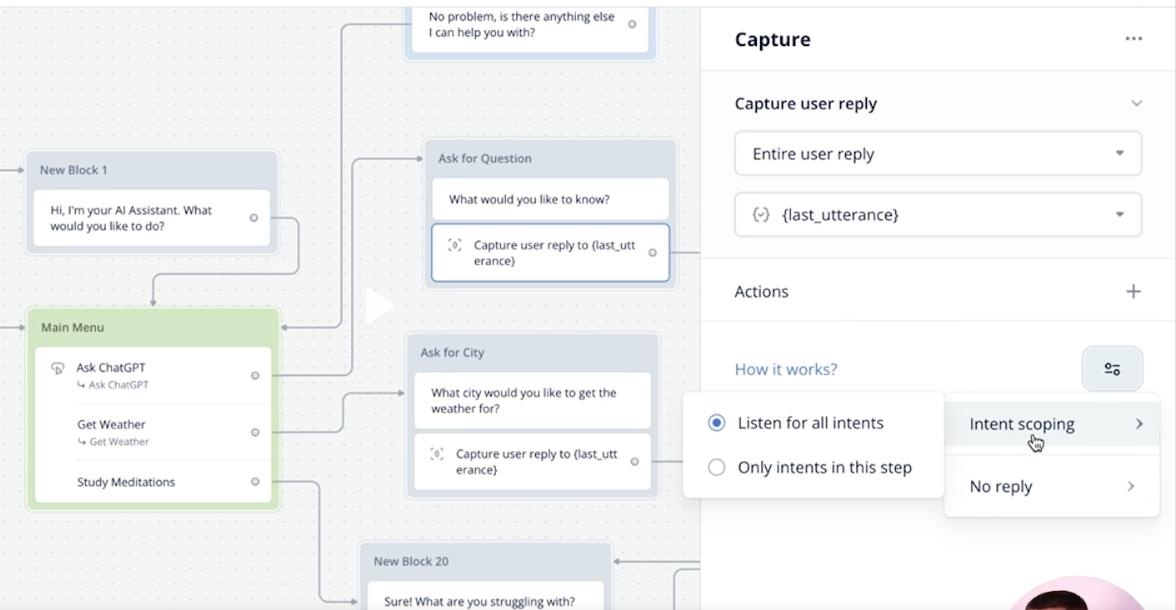 No problem, is there anything else
I can help you with?
New Block 1
Hi, I'm your AI Assistant. What
would you like to do?
Ask for Question
What would you like to know?
Capture user reply to {last_utt
erance}
Main Menu
Ask ChatGPT
↳ Ask ChatGPT
Get Weather
↳ Get Weather
Study Meditations
Ask for City
What city would you like to get the
weather for?
Capture user reply to {last_utt
erance}
New Block 20
Sure! What are you struggling with?
Capture
Capture user reply
Entire user reply
{last_utterance}
Actions
How it works?
Listen for all intents
Only intents in this step
Intent scoping
No reply